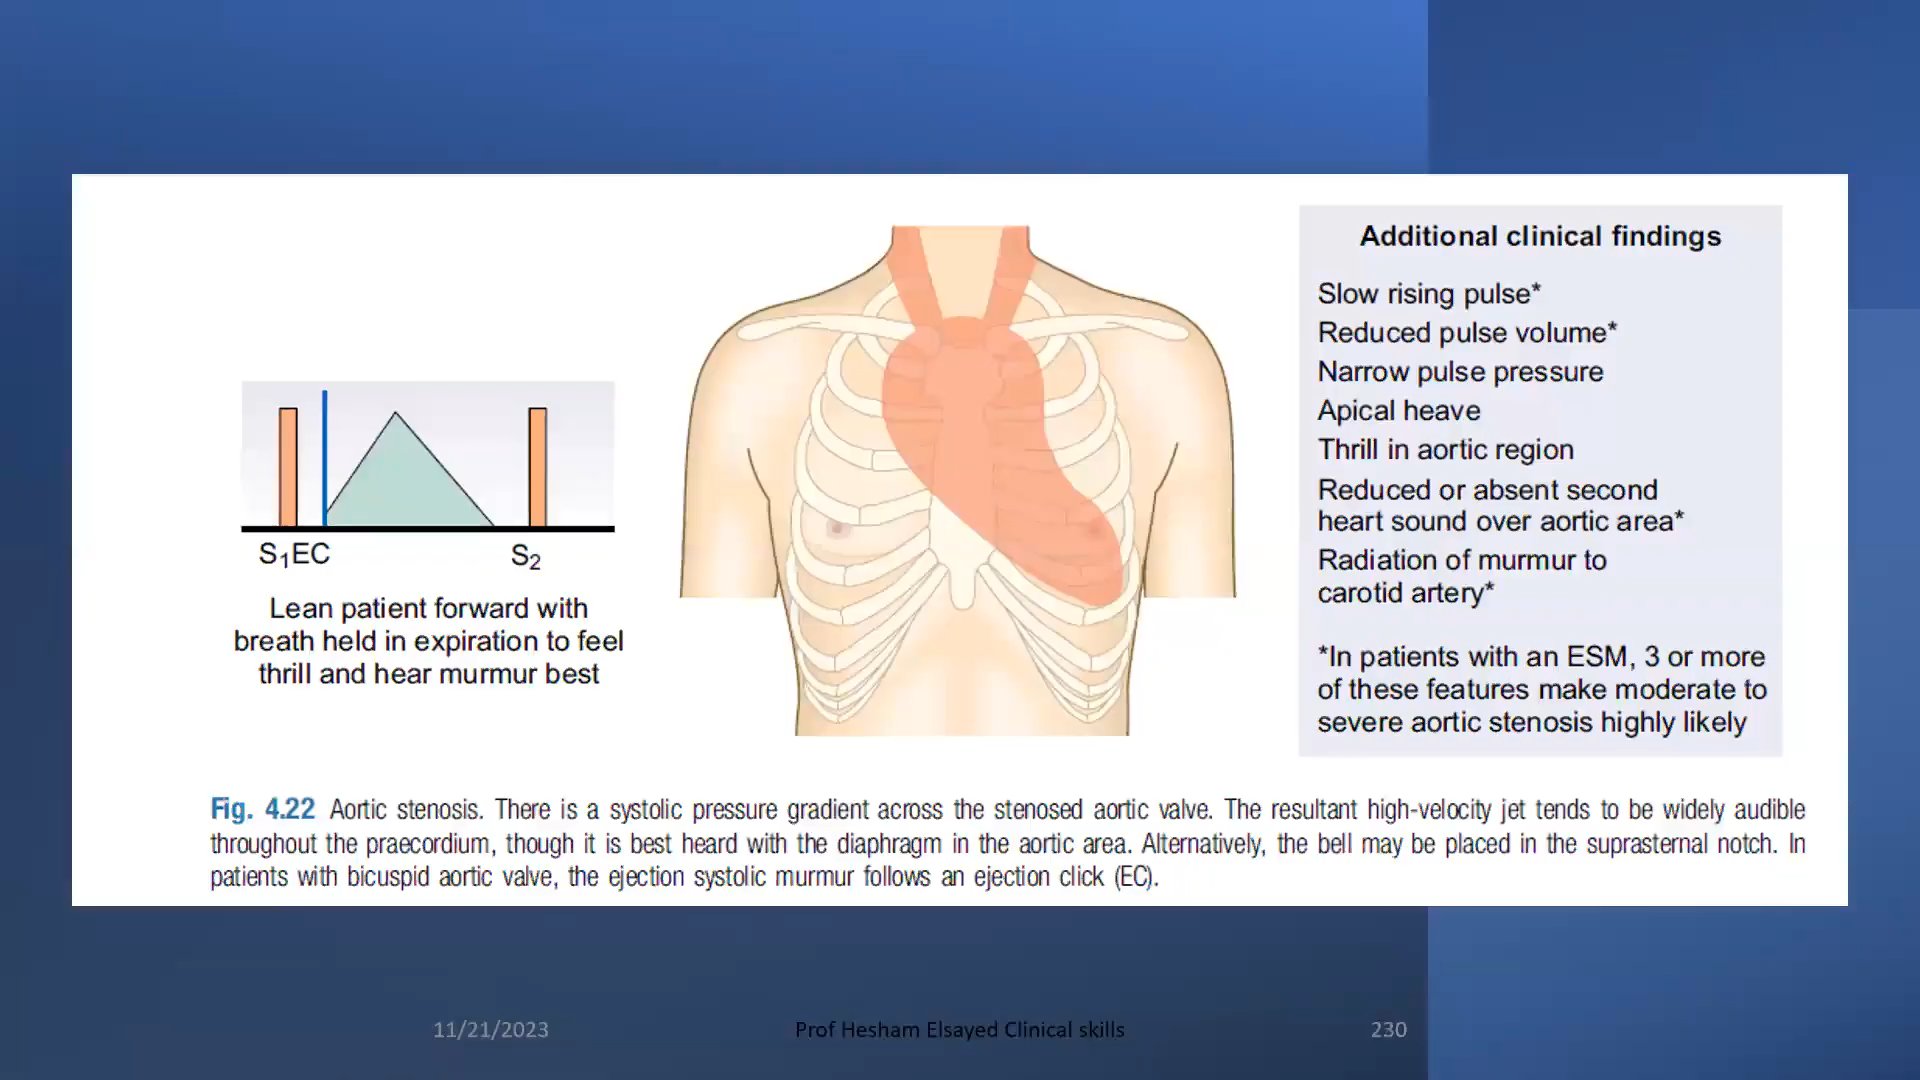 S₁EC S₂
Lean patient forward with
breath held in expiration to feel
thrill and hear murmur best
Additional clinical findings
Slow rising pulse*
Reduced pulse volume*
Narrow pulse pressure
Apical heave
Thrill in aortic region
Reduced or absent second
heart sound over aortic area*
Radiation of murmur to
carotid artery*
*In patients with an ESM, 3 or more
of these features make moderate to
severe aortic stenosis highly likely
Fig. 4.22 Aortic stenosis. There is a systolic pressure gradient across the stenosed aortic valve. The resultant high-velocity jet tends to be widely audible
throughout the praecordium, though it is best heard with the diaphragm in the aortic area. Alternatively, the bell may be placed in the suprasternal notch. In
patients with bicuspid aortic valve, the ejection systolic murmur follows an ejection click (EC).
11/21/2023 Prof Hesham Elsayed Clinical skills 230